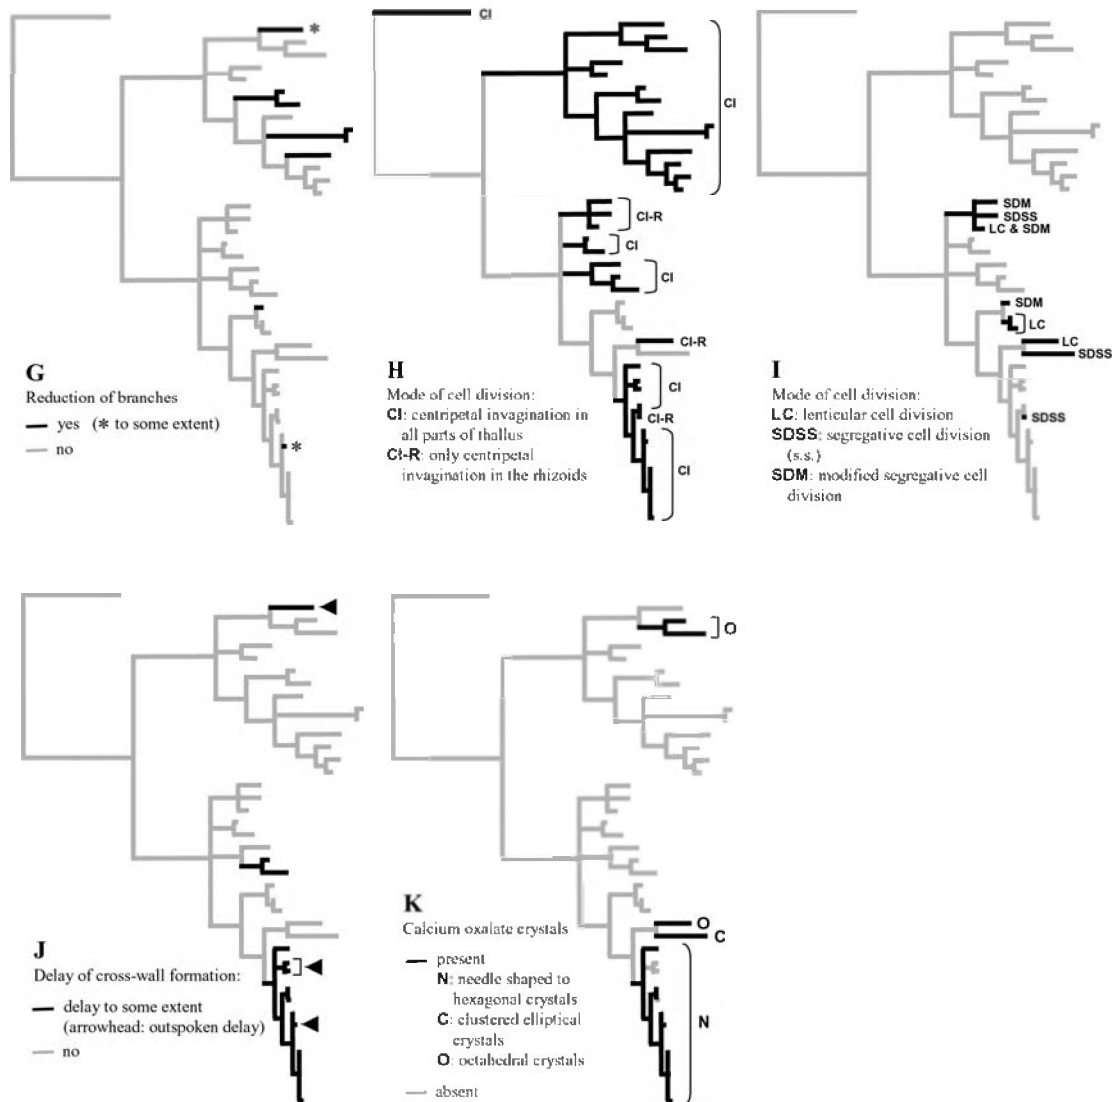 *
G
Reduction of branches
yes (* to some extent)
no
*
CI
CI
CI-R
CI
CI
CI-R
H
Mode of cell division:
CI: centripetal invagination in
all parts of thallus
CI-R: only centripetal
invagination in the rhizoids
CI
CI-R
CI
SDM
SDSS
LC & SDM
SDM
LC
LC
SDSS
I
Mode of cell division:
LC: lenticular cell division
SDSS: segregative cell division
(s.s.)
SDM: modified segregative cell
division
SDSS
J
Delay of cross-wall formation:
delay to some extent
(arrowhead: outspoken delay)
no
O
K
Calcium oxalate crystals
present
N: needle shaped to
hexagonal crystals
C: clustered elliptical
crystals
O: octahedral crystals
absent
O
C
N